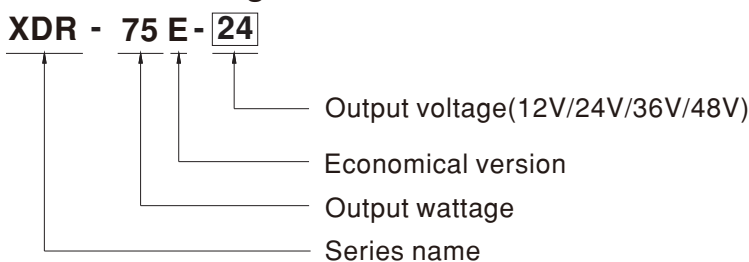 XDR - 75 E - 24
Output voltage(12V/24V/36V/48V)
Economical version
Output wattage
Series name